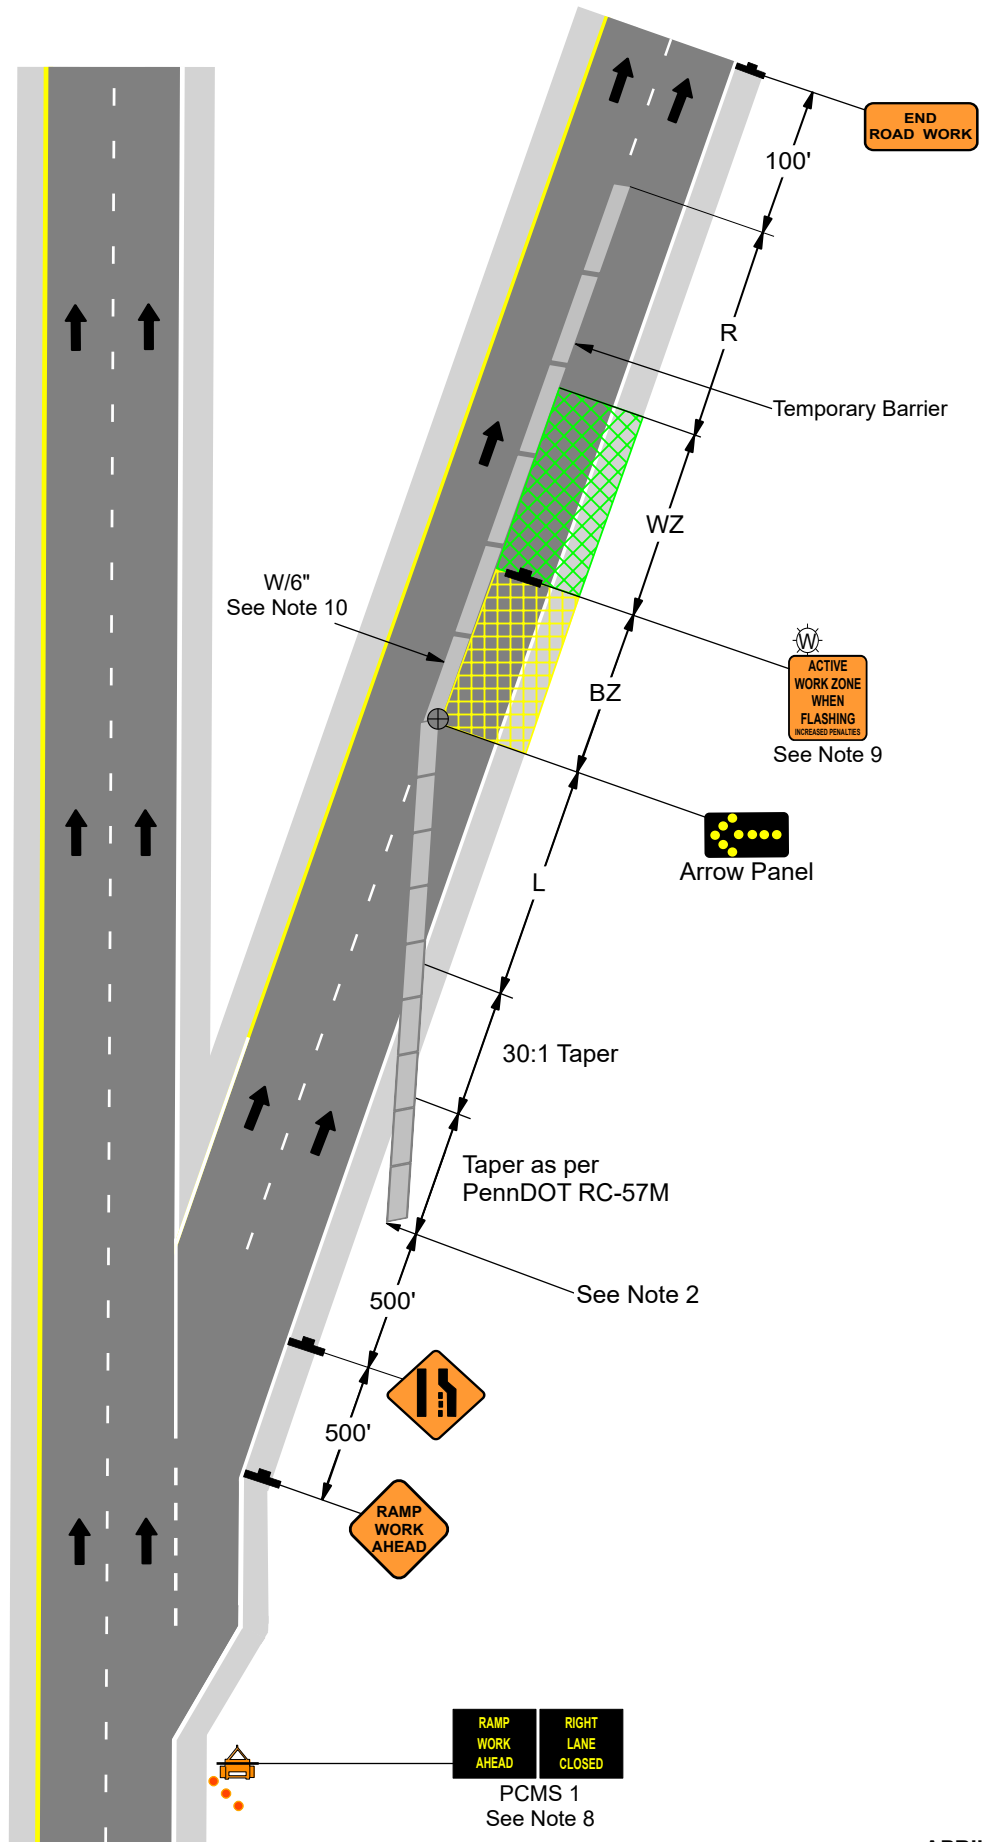 END
ROAD WORK
100'
R
Temporary Barrier
WZ
W/6"
See Note 10
W
ACTIVE
WORK ZONE
WHEN
FLASHING
INCREASED PENALTIES
See Note 9
BZ
Arrow Panel
L
30:1 Taper
Taper as per
PennDOT RC-57M
See Note 2
500'
500'
RAMP
WORK
AHEAD
RAMP
WORK
AHEAD
RIGHT
LANE
CLOSED
PCMS 1
See Note 8